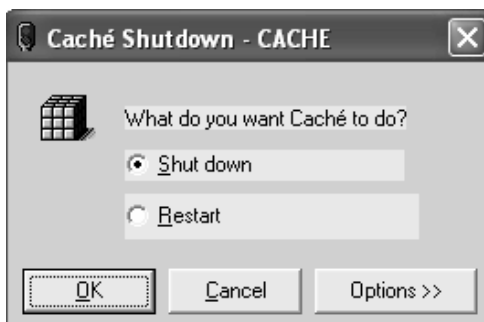 Caché Shutdown - CACHE
What do you want Caché to do?
Shut down
Restart
OK
Cancel
Options >>